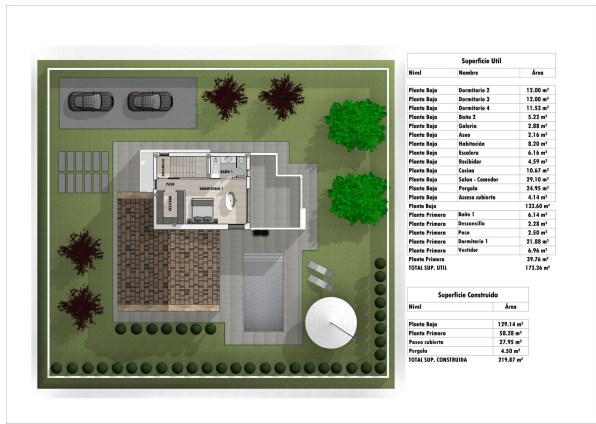 Superficie Util
Nivel Nombre Área
Planta Baja Dormitorio 2 12.00 m²
Planta Baja Dormitorio 3 12.00 m²
Planta Baja Dormitorio 4 11.53 m²
Planta Baja Baño 2 5.22 m²
Planta Baja Galeria 2.88 m²
Planta Baja Aseo 2.16 m²
Planta Baja Habitación 8.20 m²
Planta Baja Escalera 6.16 m²
Planta Baja Recibidor 4.59 m²
Planta Baja Cocina 10.67 m²
Planta Baja Salon - Comedor 29.10 m²
Planta Baja Pergola 24.95 m²
Planta Baja Acceso cubierto 4.14 m²
Planta Baja 133.60 m²
Planta Primera Baño 1 6.14 m²
Planta Primera Descansillo 2.28 m²
Planta Primera Paso 2.50 m²
Planta Primera Dormitorio 1 21.88 m²
Planta Primera Vestidor 6.96 m²
Planta Primera 39.76 m²
TOTAL SUP. UTIL 173.36 m²
Superficie Construida
Nivel Área
Planta Baja 129.14 m²
Planta Primera 58.28 m²
Paseo cubierto 27.95 m²
Pergola 4.50 m²
TOTAL SUP. CONSTRUIDA 219.87 m²
BAÑO 1
PASO
DORMITORIO 1
VESTIDOR